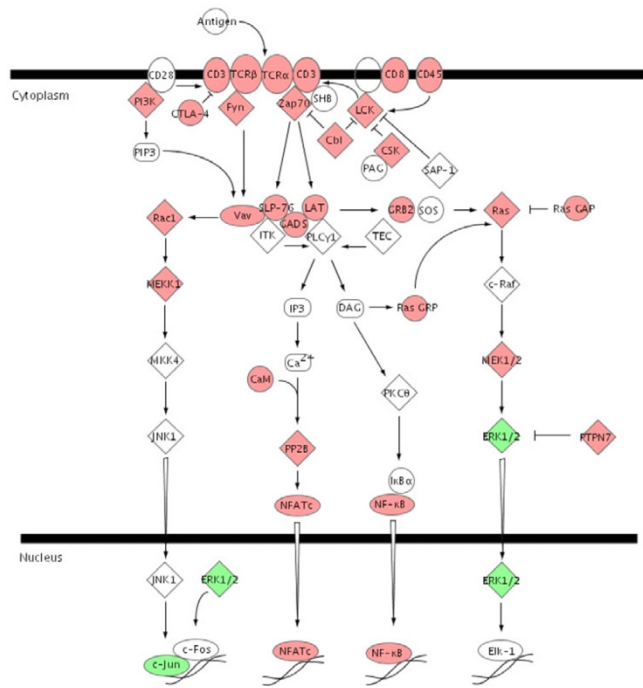 Antigen
CD28
CD3
TCRβ
TCRα
CD3
CD8
CD45
Cytoplasm
PI3K
CTLA-4
Fyn
Zap70
SHB
LCK
Cbl
CSK
PAG
SAP-1
PIP3
Rac1
Vav
SLP-76
LAT
GADS
ITK
PLCγ1
TEC
GRB2
SOS
Ras
Ras GAP
MEKK1
IP3
DAG
Ras GRP
c-Raf
MKK4
Ca2+
CaM
PKCθ
MEK1/2
JNK1
PP2B
ERK1/2
PTPN7
IκBα
NFATc
NF-κB
Nucleus
JNK1
ERK1/2
ERK1/2
c-Fos
c-Jun
NFATc
NF-κB
Elk-1